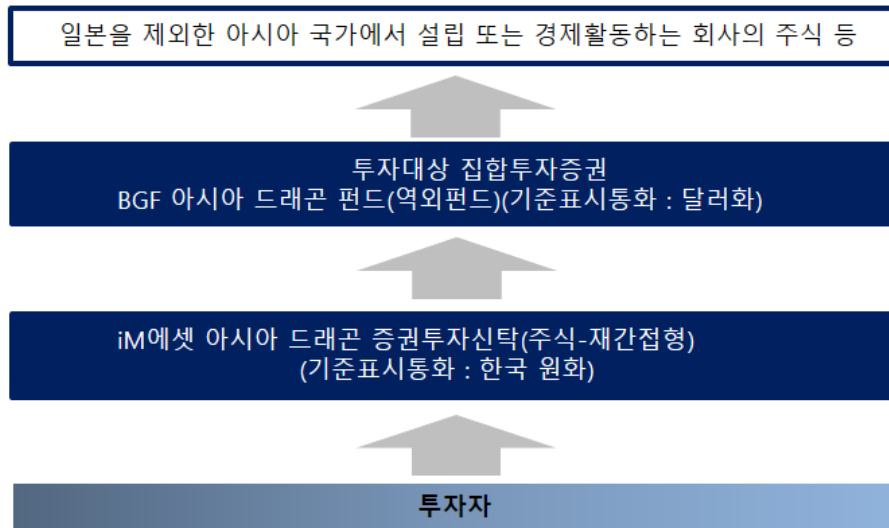 일본을 제외한 아시아 국가에서 설립 또는 경제활동하는 회사의 주식 등
투자대상 집합투자증권
BGF 아시아 드래곤 펀드(역외펀드)(기준표시통화 : 달러화)
iM에셋 아시아 드래곤 증권투자신탁(주식-재간접형)
(기준표시통화 : 한국 원화)
투자자